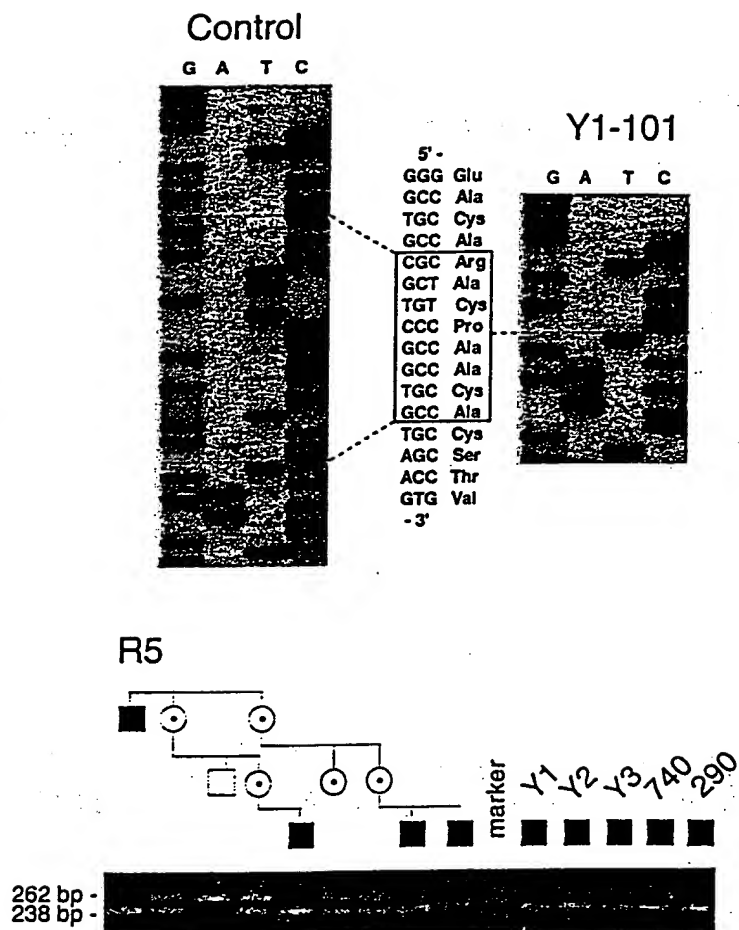 Control
G A T C
Y1-101
G A T C
5'-
GGG Glu
GCC Ala
TGC Cys
GCC Ala
CGC Arg
GCT Ala
TGT Cys
CCC Pro
GCC Ala
GCC Ala
TGC Cys
GCC Ala
TGC Cys
AGC Ser
ACC Thr
GTG Val
-3'
R5
marker
Y1
Y2
Y3
740
290
262 bp -
238 bp -